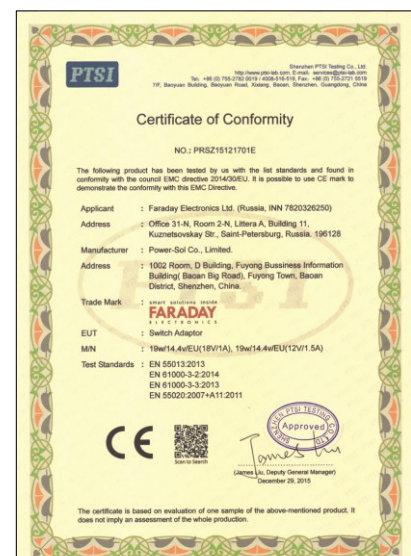 PTSI
Shenzhen PTSI Testing Co., Ltd.
http://www.ptsi-lab.com, E-mail: services@ptsi-lab.com
7/F, Baoyuan Building, Baoyuan Road, Xixiang, Baoan, Shenzhen, Guangdong, China
Certificate of Conformity
NO.: PRSZ15121701E
The following product has been tested by us with the list standards and found in
conformity with the council EMC directive 2014/30/EU. It is possible to use CE mark to
demonstrate the conformity with this EMC Directive.
Applicant : Faraday Electronics Ltd. (Russia, INN 7820326250)
Address : Office 31-N, Room 2-N, Littera A, Building 11,
Kuznetsovskay Str., Saint-Petersburg, Russia. 196128
Manufacturer : Power-Sol Co., Limited.
Address : 1002 Room, D Building, Fuyong Bussiness Information
Building( Baoan Big Road), Fuyong Town, Baoan
District, Shenzhen, China.
Trade Mark : smart solutions inside
FARADAY
ELECTRONICS
EUT : Switch Adaptor
M/N : 19w/14.4v/EU(18V/1A), 19w/14.4v/EU(12V/1.5A)
Test Standards : EN 55013:2013
EN 61000-3-2:2014
EN 61000-3-3:2013
EN 55020:2007+A11:2011
CE
Scan to Search
SHENZHEN PTSI TESTING CO., LTD
Approved
(James Liu, Deputy General Manager)
December 29, 2015
The certificate is based on evaluation of one sample of the above-mentioned product. It
does not imply an assessment of the whole production.